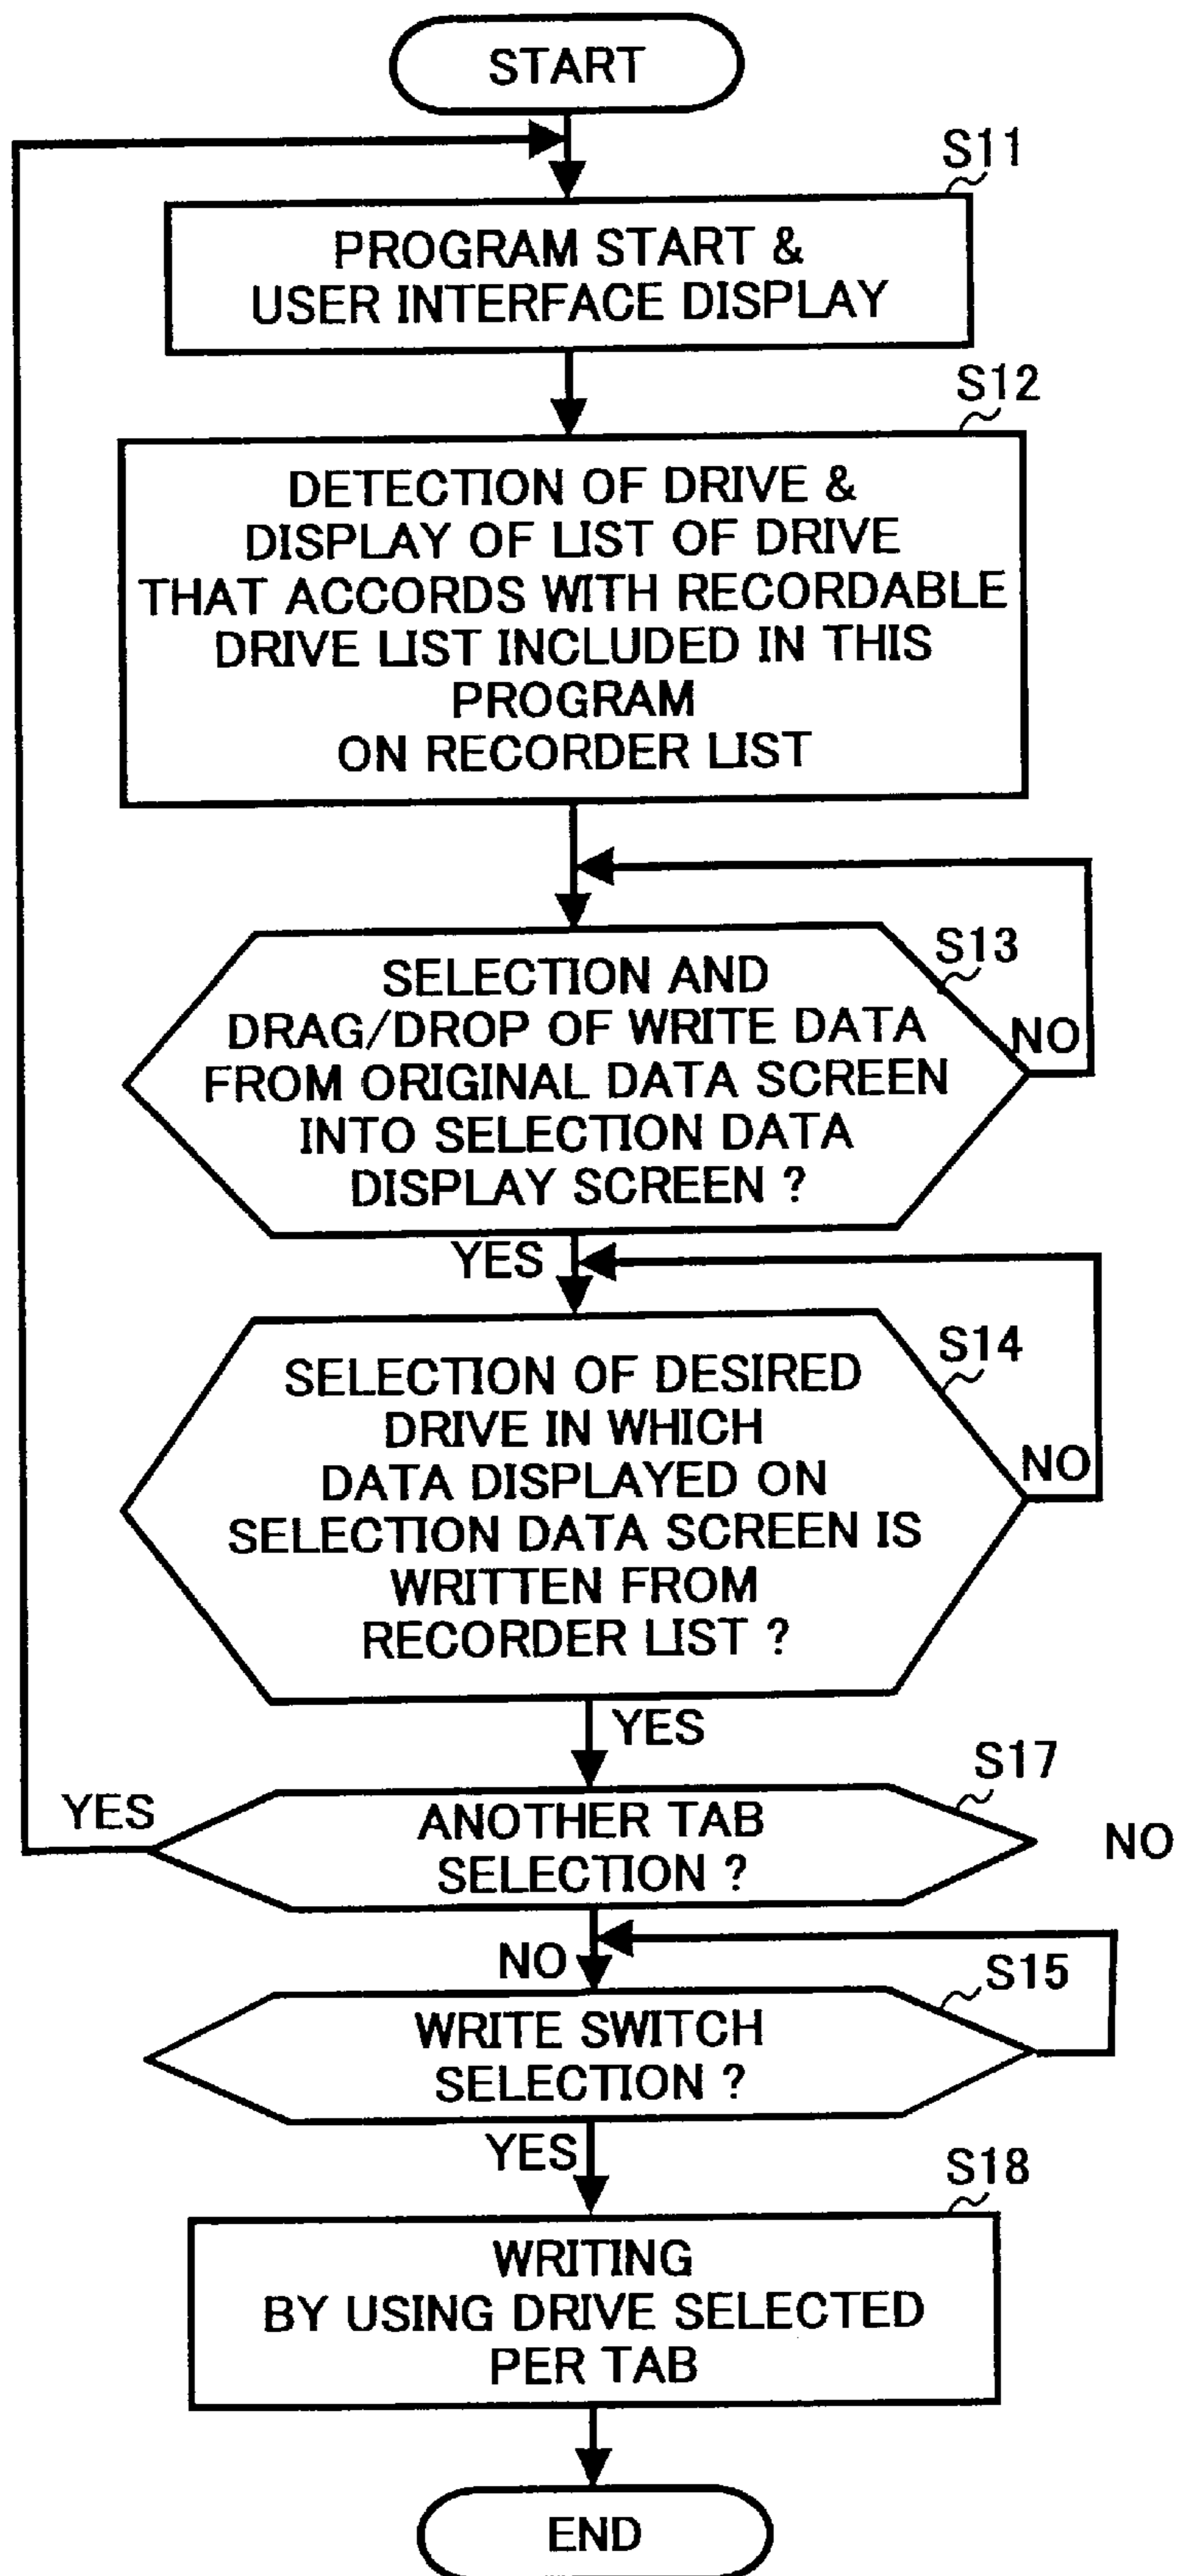 START
S11
PROGRAM START &
USER INTERFACE DISPLAY
S12
DETECTION OF DRIVE &
DISPLAY OF LIST OF DRIVE
THAT ACCORDS WITH RECORDABLE
DRIVE LIST INCLUDED IN THIS
PROGRAM
ON RECORDER LIST
S13
SELECTION AND
DRAG/DROP OF WRITE DATA
FROM ORIGINAL DATA SCREEN
INTO SELECTION DATA
DISPLAY SCREEN ?
NO
YES
S14
SELECTION OF DESIRED
DRIVE IN WHICH
DATA DISPLAYED ON
SELECTION DATA SCREEN IS
WRITTEN FROM
RECORDER LIST ?
NO
YES
S17
YES
ANOTHER TAB
SELECTION ?
NO
NO
S15
WRITE SWITCH
SELECTION ?
YES
S18
WRITING
BY USING DRIVE SELECTED
PER TAB
END